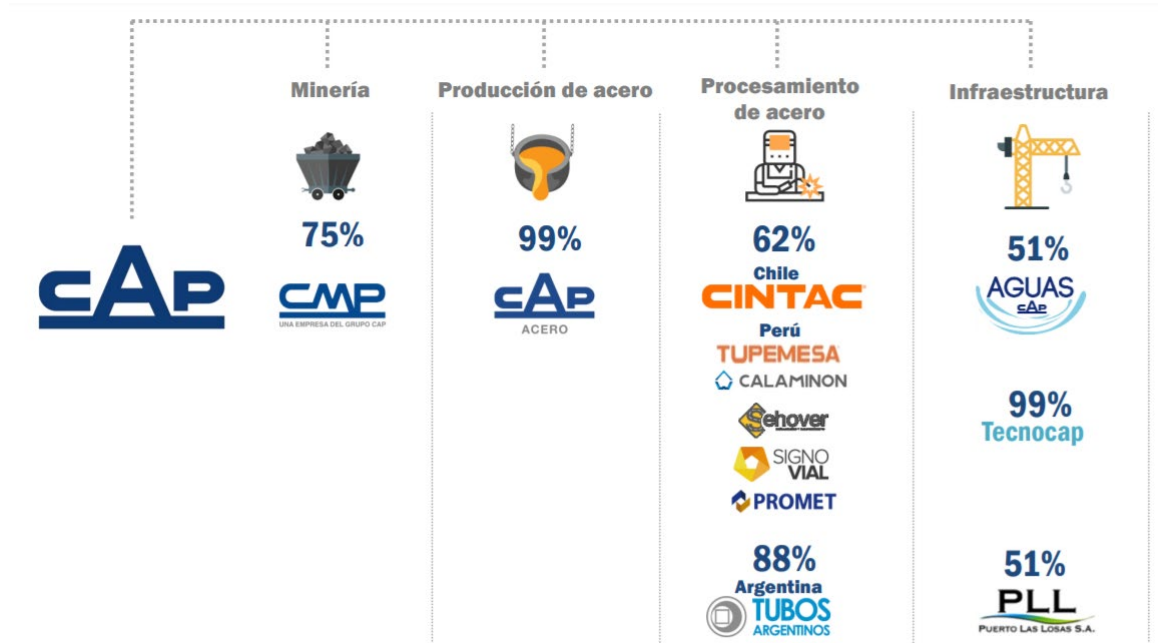 Minería
75%
CMP
UNA EMPRESA DEL GRUPO CAP
Producción de acero
99%
CAP
ACERO
Procesamiento
de acero
62%
Chile
CINTAC
Perú
TUPEMESA
CALAMINON
Sehover
SIGNO
VIAL
PROMET
88%
Argentina
TUBOS
ARGENTINOS
Infraestructura
51%
AGUAS
CAP
99%
Tecnocap
51%
PLL
PUERTO LAS LOSAS S.A.
CAP